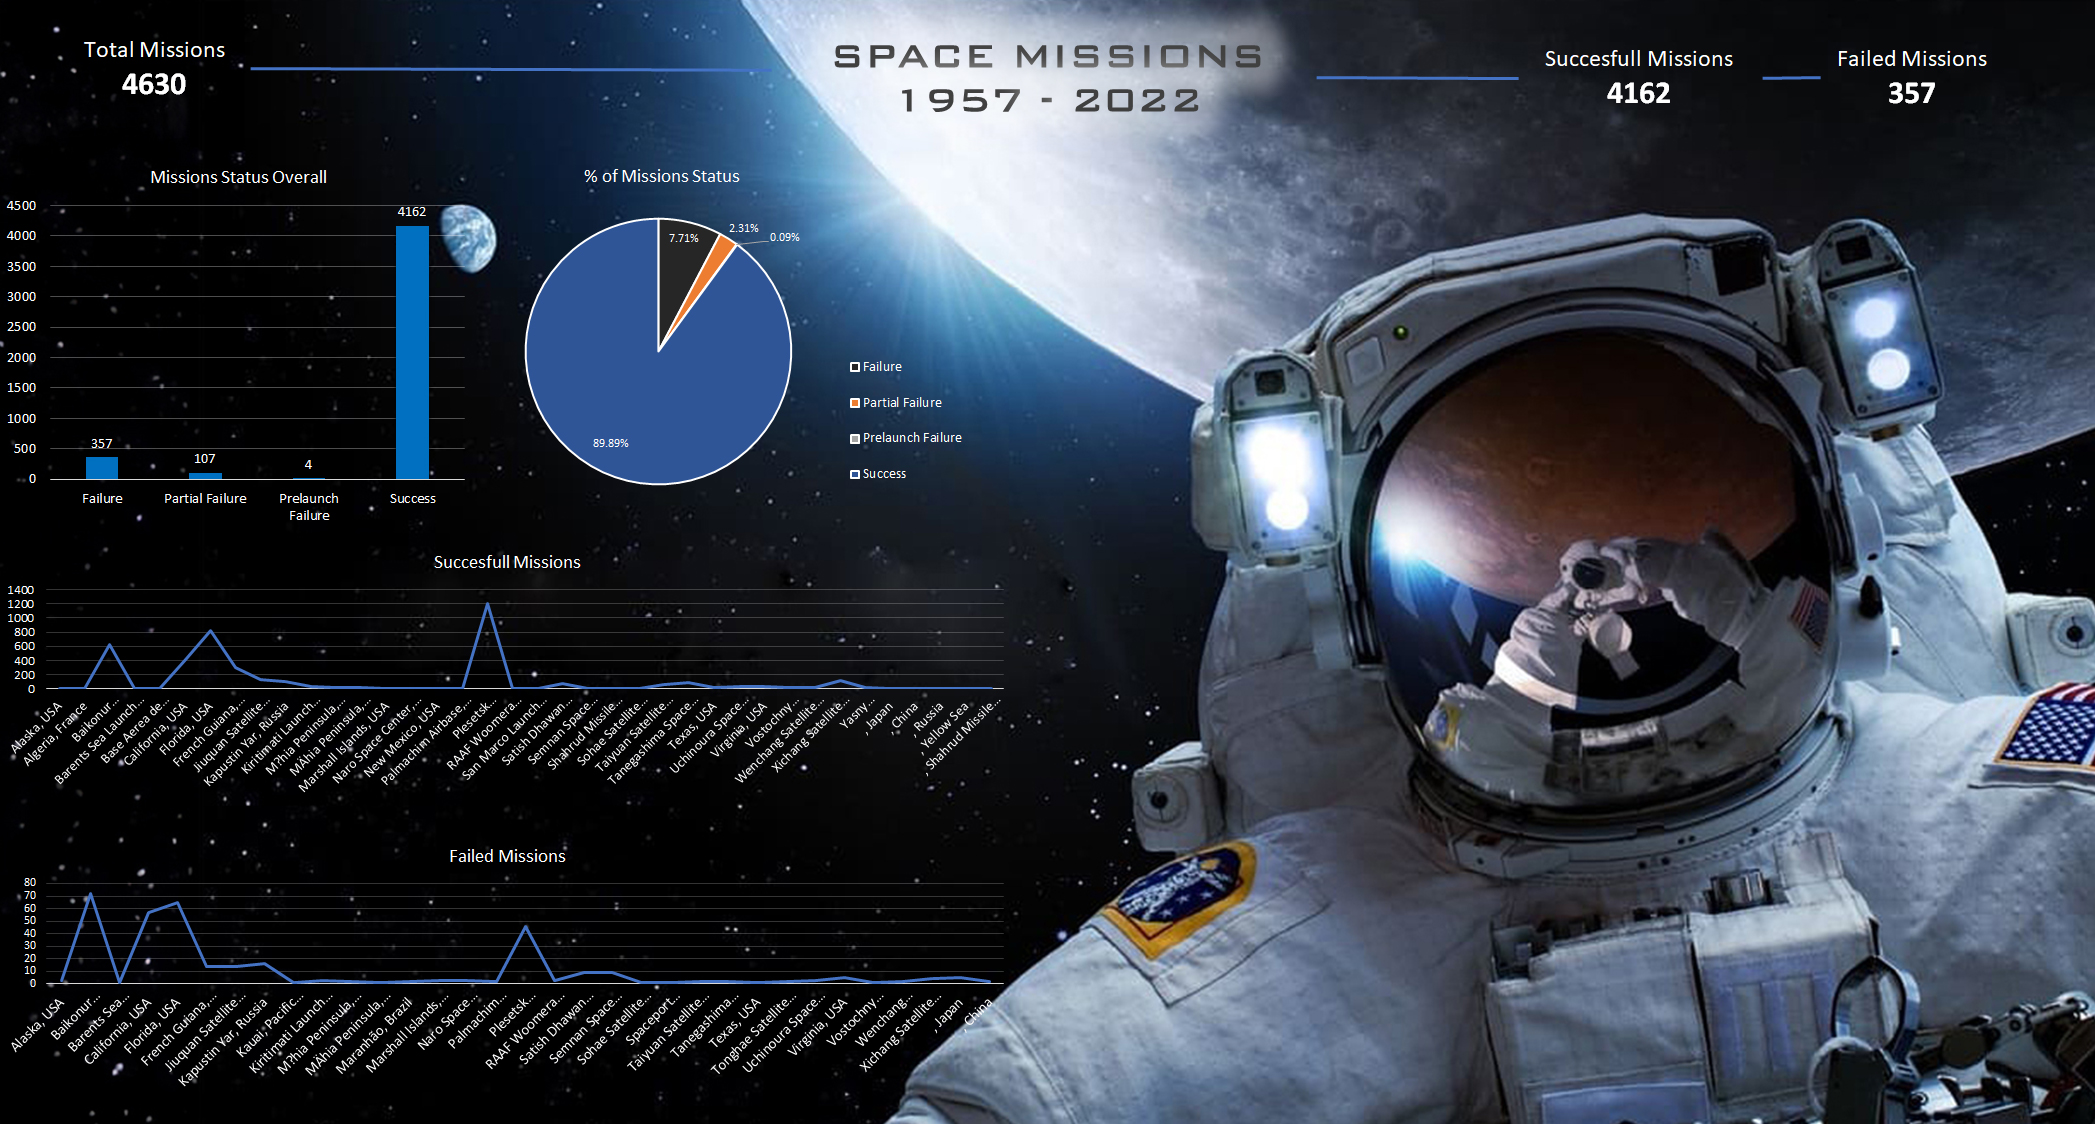 Total Missions
4630
SPACE MISSIONS
1957 - 2022
Succesfull Missions
4162
Failed Missions
357
Missions Status Overall
4500
4000
3500
3000
2500
2000
1500
1000
500
0
357
107
4
4162
Failure
Partial Failure
Prelaunch
Failure
Success
% of Missions Status
7.71%
2.31%
0.09%
89.89%
Failure
Partial Failure
Prelaunch Failure
Success
Succesfull Missions
1400
1200
1000
800
600
400
200
0
Alaska, USA
Algeria, France
Baikonur...
Barents Sea Launch...
Base Aerea de...
California, USA
Florida, USA
French Guiana,...
Jiuquan Satellite...
Kapustin Yar, Russia
Kiritimati Launch...
M?hia Peninsula,...
MÄhia Peninsula,...
Marshall Islands, USA
Naro Space Center,...
New Mexico, USA
Palmachim Airbase,...
Plesetsk...
RAAF Woomera...
San Marco Launch...
Satish Dhawan...
Semnan Space...
Shahrud Missile...
Sohae Satellite...
Taiyuan Satellite...
Tanegashima Space...
Texas, USA
Uchinoura Space...
Virginia, USA
Vostochny...
Wenchang Satellite...
Xichang Satellite...
Yasny...
, Japan
, China
, Russia
, Yellow Sea
, Shahrud Missile...
Failed Missions
80
70
60
50
40
30
20
10
0
Alaska, USA
Baikonur...
Barents Sea...
California, USA
Florida, USA
French Guiana,...
Jiuquan Satellite...
Kapustin Yar, Russia
Kauai, Pacific...
Kiritimati Launch...
M?hia Peninsula,...
MÄhia Peninsula,...
Maranhão, Brazil
Marshall Islands,...
Naro Space...
Palmachim...
Plesetsk...
RAAF Woomera...
Satish Dhawan...
Semnan Space...
Sohae Satellite...
Spaceport...
Taiyuan Satellite...
Tanegashima...
Texas, USA
Tonghae Satellite...
Uchinoura Space...
Virginia, USA
Vostochny...
Wenchang...
Xichang Satellite...
, Japan
, China